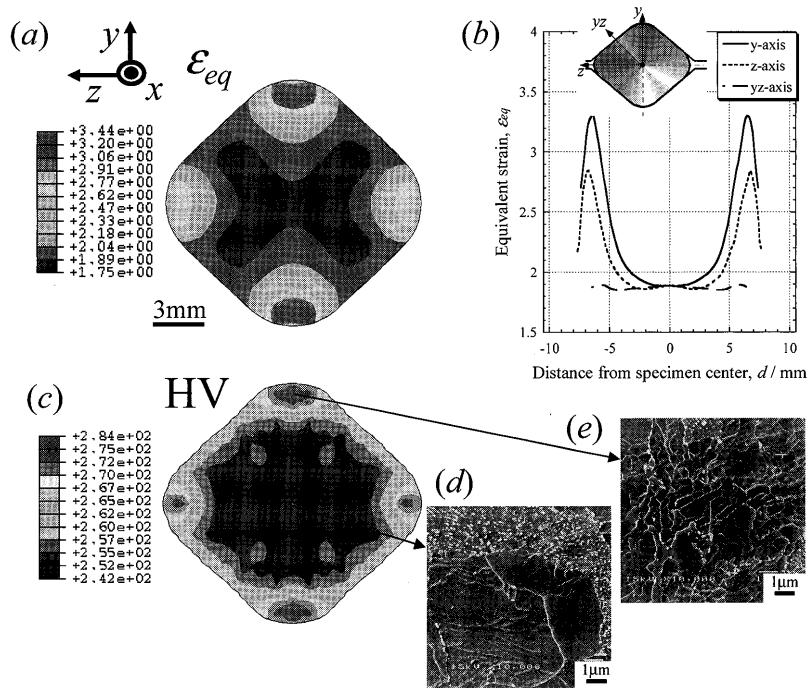 (a)
y
z
x
εeq
+3.44e+00
+3.20e+00
+3.06e+00
+2.91e+00
+2.77e+00
+2.62e+00
+2.47e+00
+2.33e+00
+2.18e+00
+2.04e+00
+1.89e+00
+1.75e+00
3mm
(b)
y
yz
z
y-axis
z-axis
yz-axis
Equivalent strain, εeq
4
3.5
3
2.5
2
1.5
-10
-5
0
5
10
Distance from specimen center, d / mm
(c)
HV
+2.84e+02
+2.75e+02
+2.72e+02
+2.70e+02
+2.67e+02
+2.65e+02
+2.62e+02
+2.60e+02
+2.57e+02
+2.55e+02
+2.52e+02
+2.42e+02
(d)
1μm
(e)
1μm